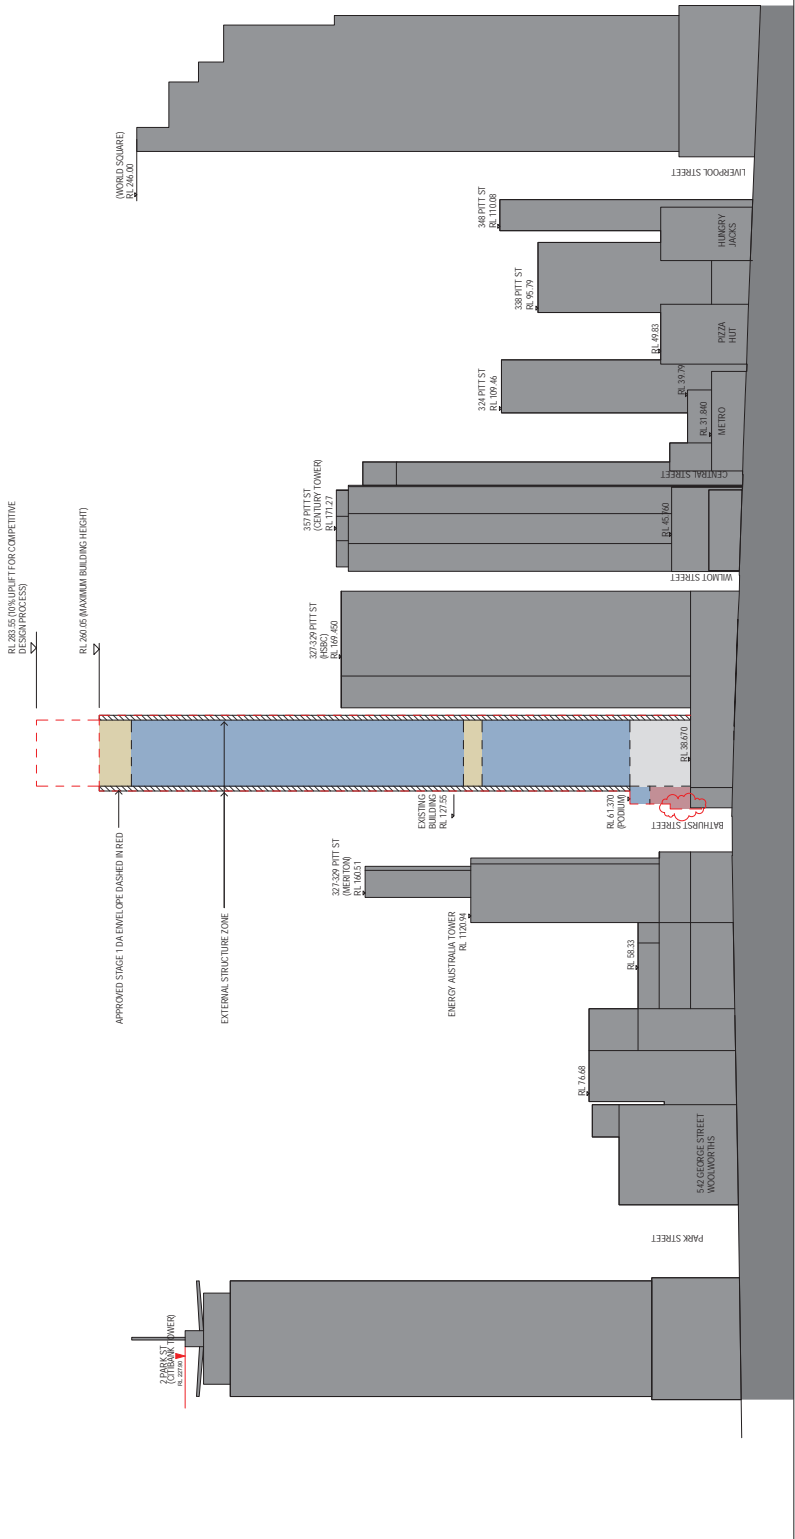 RL 283.55 (10% UPLIFT FOR COMPETITIVE
DESIGN PROCESS)
RL 260.05 (MAXIMUM BUILDING HEIGHT)
APPROVED STAGE 1 DA ENVELOPE DASHED IN RED
EXTERNAL STRUCTURE ZONE
2 PARK ST
(CITIBANK TOWER)
RL 227.80
PARK STREET
542 GEORGE STREET
WOOLWORTHS
RL 76.68
RL 58.33
ENERGY AUSTRALIA TOWER
RL 1120.94
327-329 PITT ST
(MERITON)
RL 160.51
BATHURST STREET
EXISTING
BUILDING
RL 127.55
RL 61.370
(PODIUM)
RL 38.670
327-329 PITT ST
(HSBC)
RL 169.450
WILMOT STREET
357 PITT ST
(CENTURY TOWER)
RL 171.27
RL 45.760
CENTRAL STREET
324 PITT ST
RL 109.46
RL 31.840
METRO
RL 39.79
RL 49.83
PIZZA
HUT
338 PITT ST
RL 95.79
348 PITT ST
RL 110.08
HUNGRY
JACKS
LIVERPOOL STREET
(WORLD SQUARE)
RL 246.00